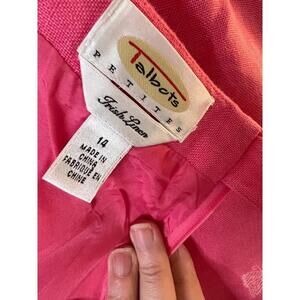 Talbots
PETITES
Irish Linen
14
MADE IN
CHINA
FABRIQUE EN
CHINE